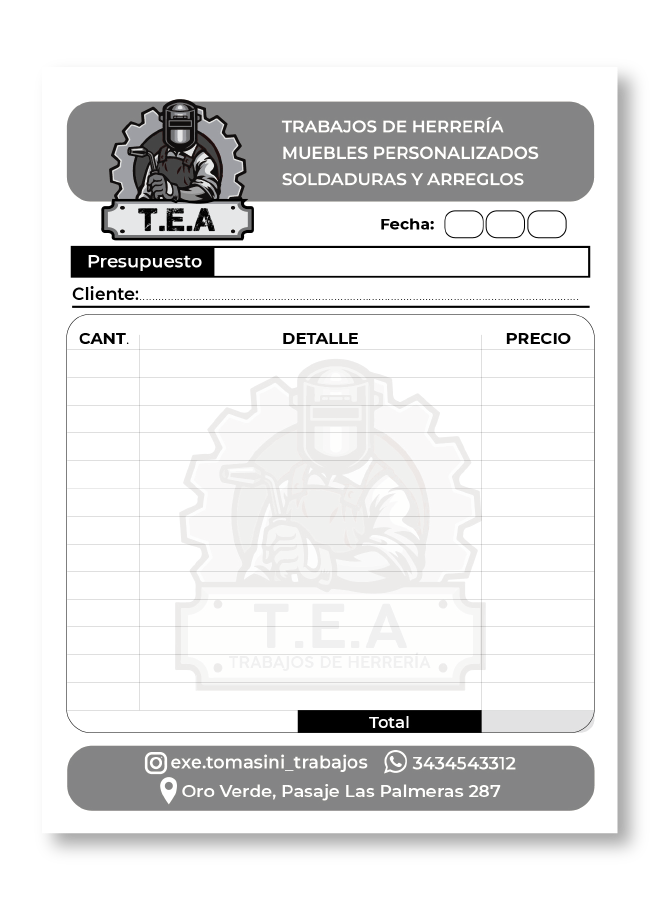 TRABAJOS DE HERRERÍA
MUEBLES PERSONALIZADOS
SOLDADURAS Y ARREGLOS
T.E.A
Fecha:
Presupuesto
Cliente:
CANT. DETALLE PRECIO
T.E.A
TRABAJOS DE HERRERÍA
Total
exe.tomasini_trabajos 3434543312
Oro Verde, Pasaje Las Palmeras 287